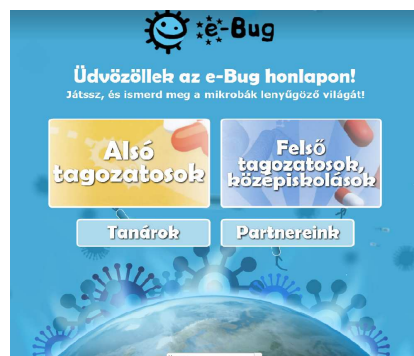 e-Bug
Üdvözöllek az e-Bug honlapon!
Játssz, és ismerd meg a mikrobák lenyűgöző világát!
Alsó
tagozatosok
Felső
tagozatosok,
középiskolások
Tanárok
Partnereink